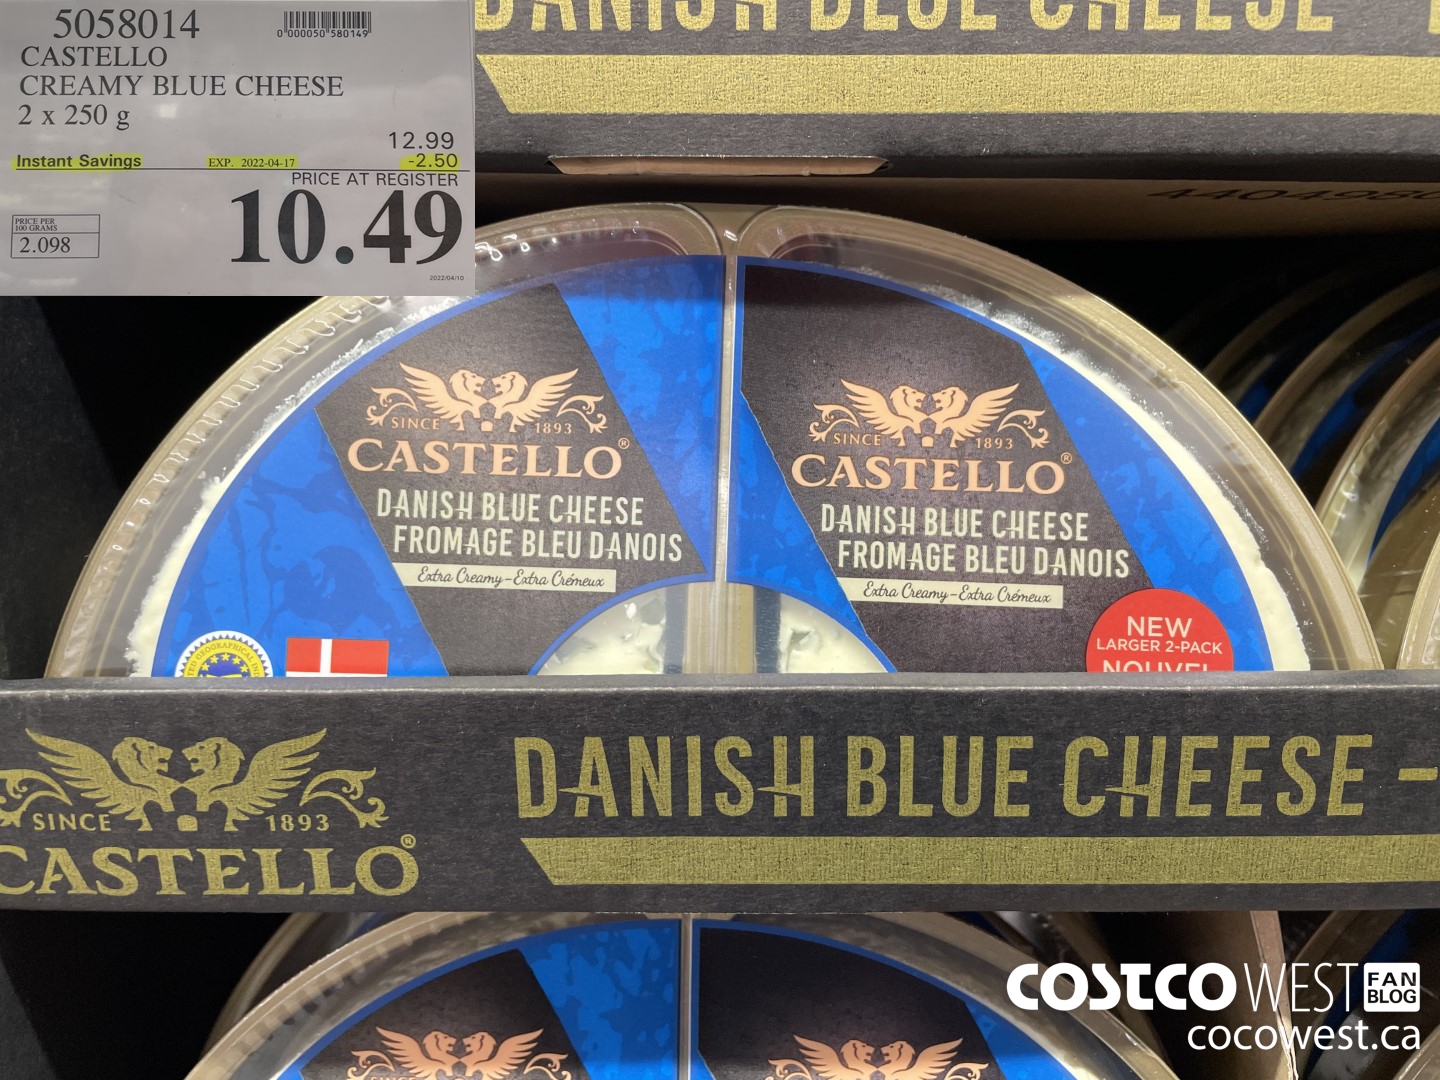 5058014
0"000050"580149"
CASTELLO
CREAMY BLUE CHEESE
2 x 250 g
12.99
Instant Savings EXP. 2022-04-17 -2.50
PRICE AT REGISTER
10.49
PRICE PER
100 GRAMS
2.098
2022/04/10
DANISH BLUE CHEESE
SINCE 1893
CASTELLO®
DANISH BLUE CHEESE
FROMAGE BLEU DANOIS
Extra Creamy - Extra Crémeux
SINCE 1893
CASTELLO®
DANISH BLUE CHEESE
FROMAGE BLEU DANOIS
Extra Creamy - Extra Crémeux
NEW
LARGER 2-PACK
GEOGRAPHICAL
SINCE 1893
CASTELLO®
DANISH BLUE CHEESE -
COSTCO WEST FAN BLOG
cocowest.ca